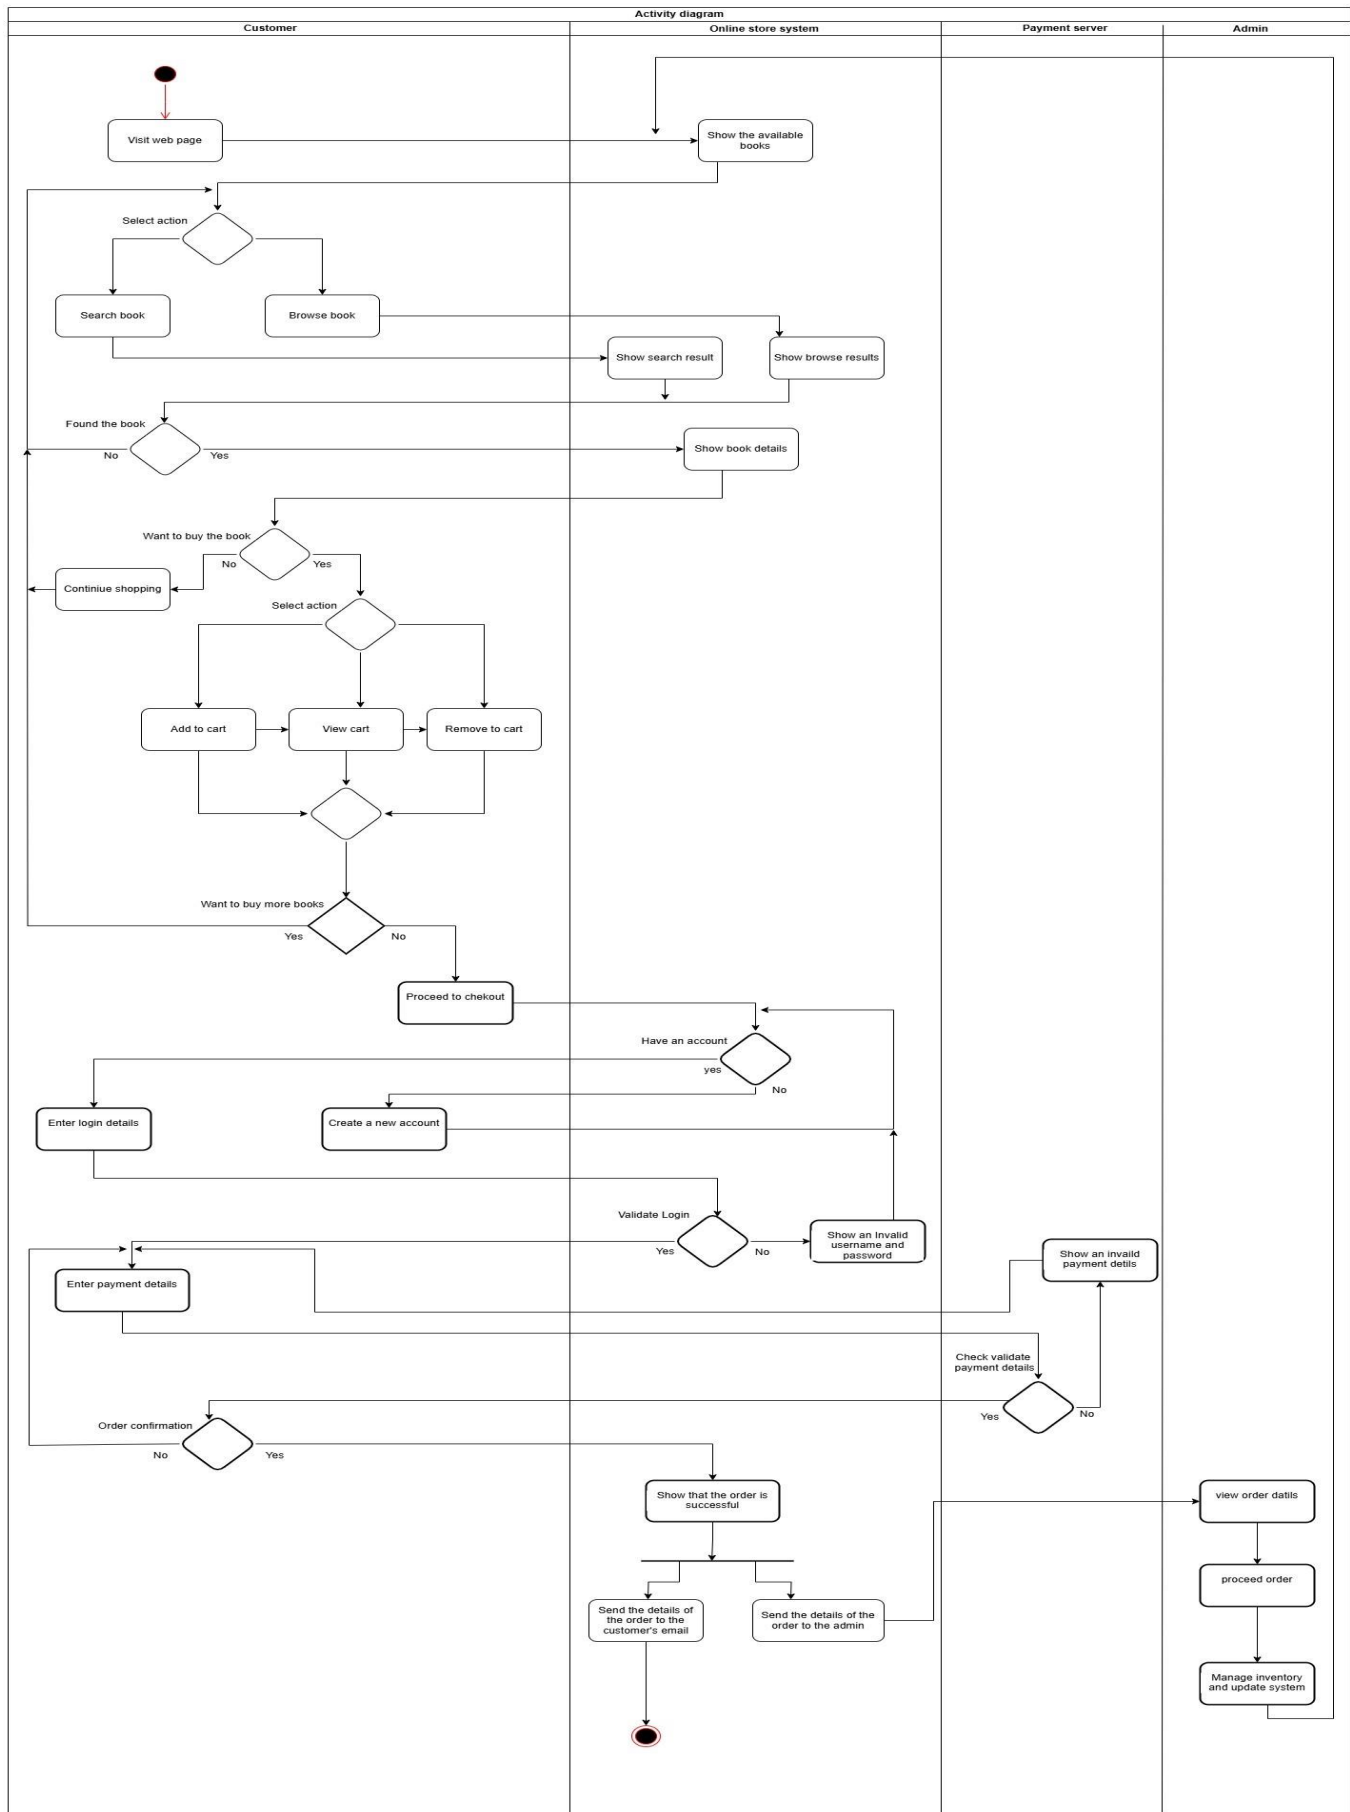 Activity diagram
Customer
Online store system
Payment server
Admin
Visit web page
Show the available
books
Select action
Search book
Browse book
Show search result
Show browse results
Found the book
No
Yes
Show book details
Want to buy the book
No
Yes
Continiue shopping
Select action
Add to cart
View cart
Remove to cart
Want to buy more books
Yes
No
Proceed to chekout
Have an account
yes
No
Enter login details
Create a new account
Validate Login
Yes
No
Show an Invalid
username and
password
Show an invaild
payment detils
Enter payment details
Check validate
payment details
Yes
No
Order confirmation
No
Yes
Show that the order is
successful
view order datils
proceed order
Send the details of
the order to the
customer's email
Send the details of the
order to the admin
Manage inventory
and update system